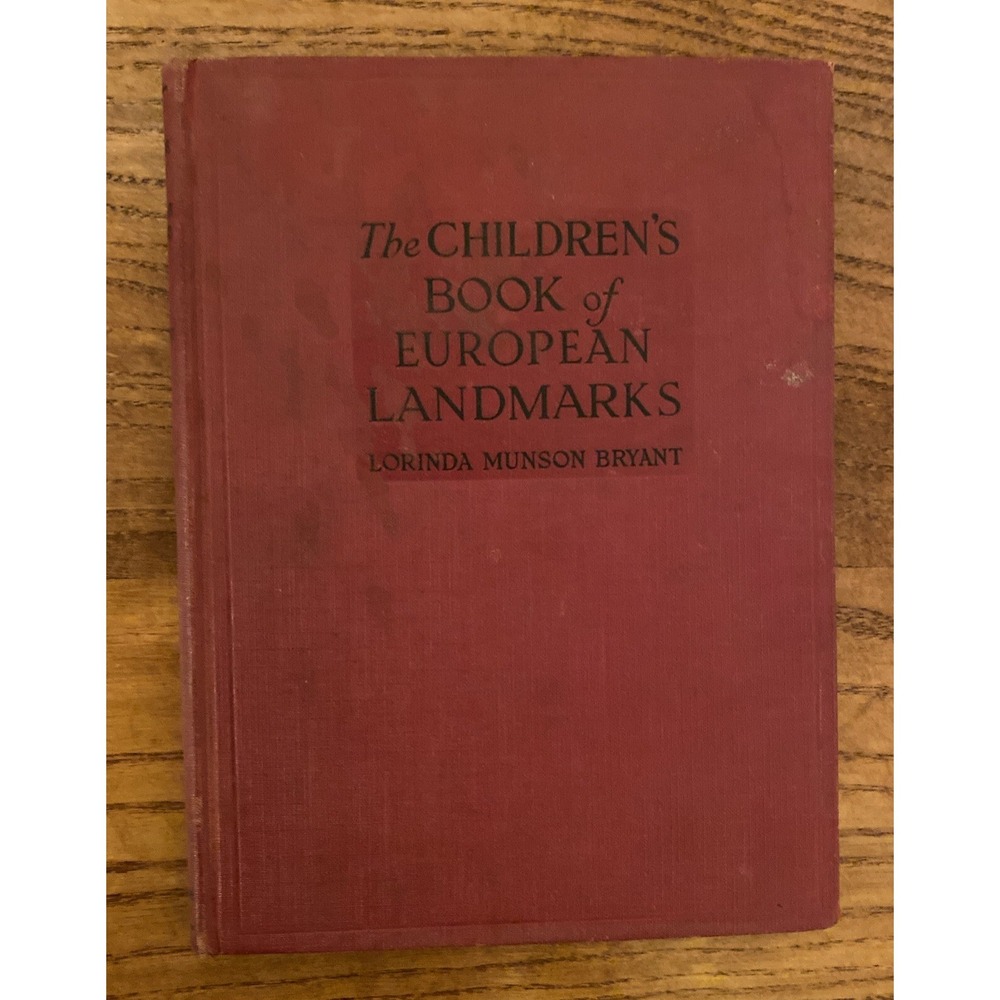 The CHILDREN'S
BOOK of
EUROPEAN
LANDMARKS
LORINDA MUNSON BRYANT